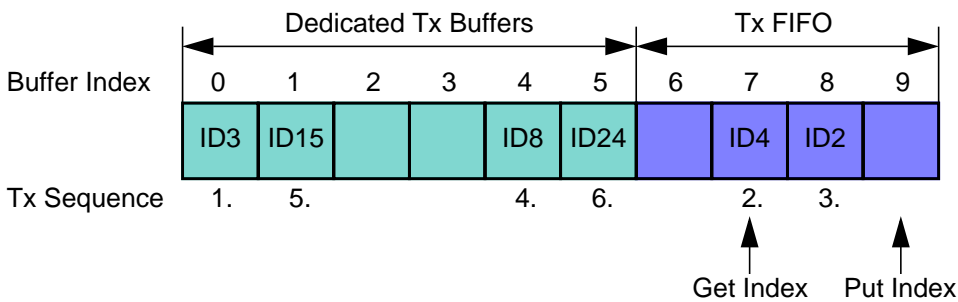 Dedicated Tx Buffers Tx FIFO
Buffer Index 0 1 2 3 4 5 6 7 8 9
ID3 ID15 ID8 ID24 ID4 ID2
Tx Sequence 1. 5. 4. 6. 2. 3.
Get Index Put Index